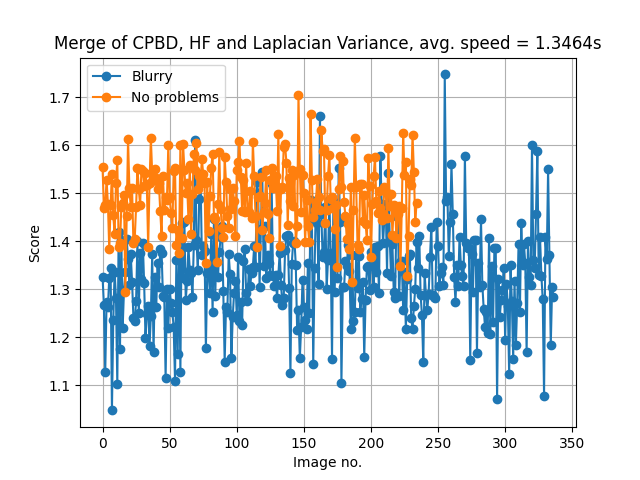 Merge of CPBD, HF and Laplacian Variance, avg. speed = 1.3464s
Blurry
No problems
1.7
1.6
1.5
1.4
1.3
1.2
1.1
Score
0 50 100 150 200 250 300 350
Image no.